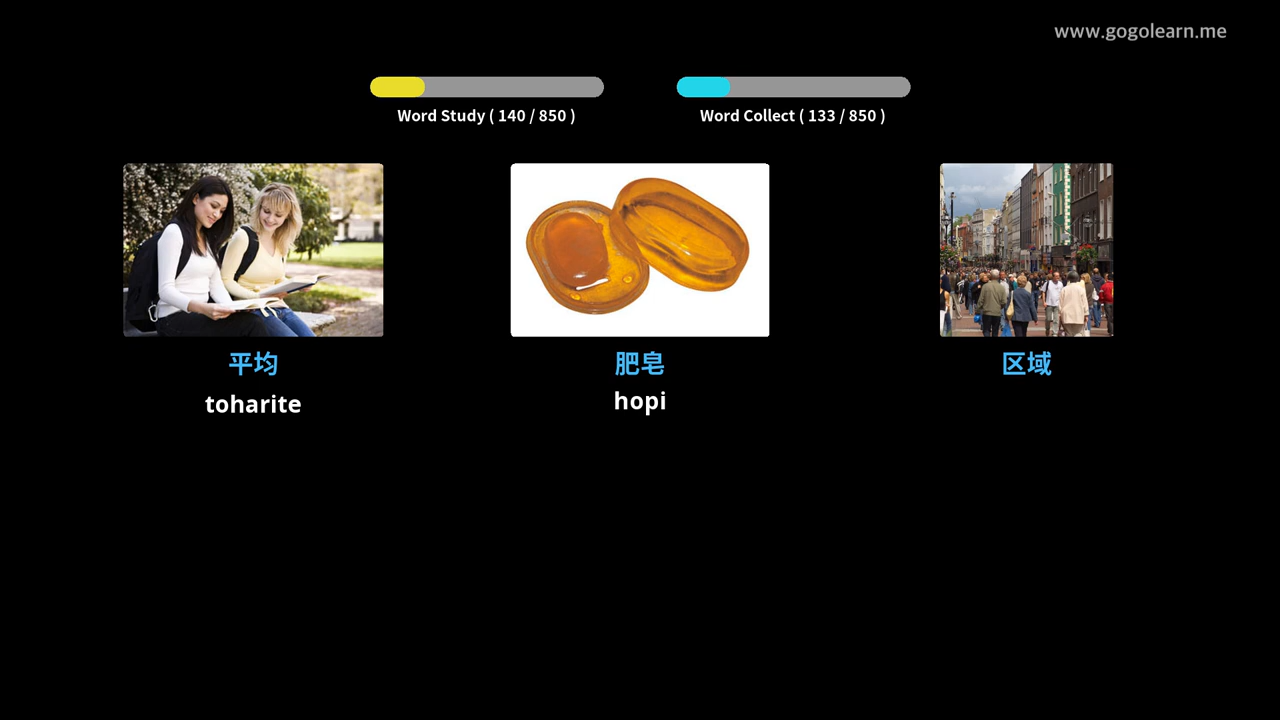 www.gogolearn.me
Word Study ( 140 / 850 )
Word Collect ( 133 / 850 )
平均
肥皂
区域
toharite
hopi